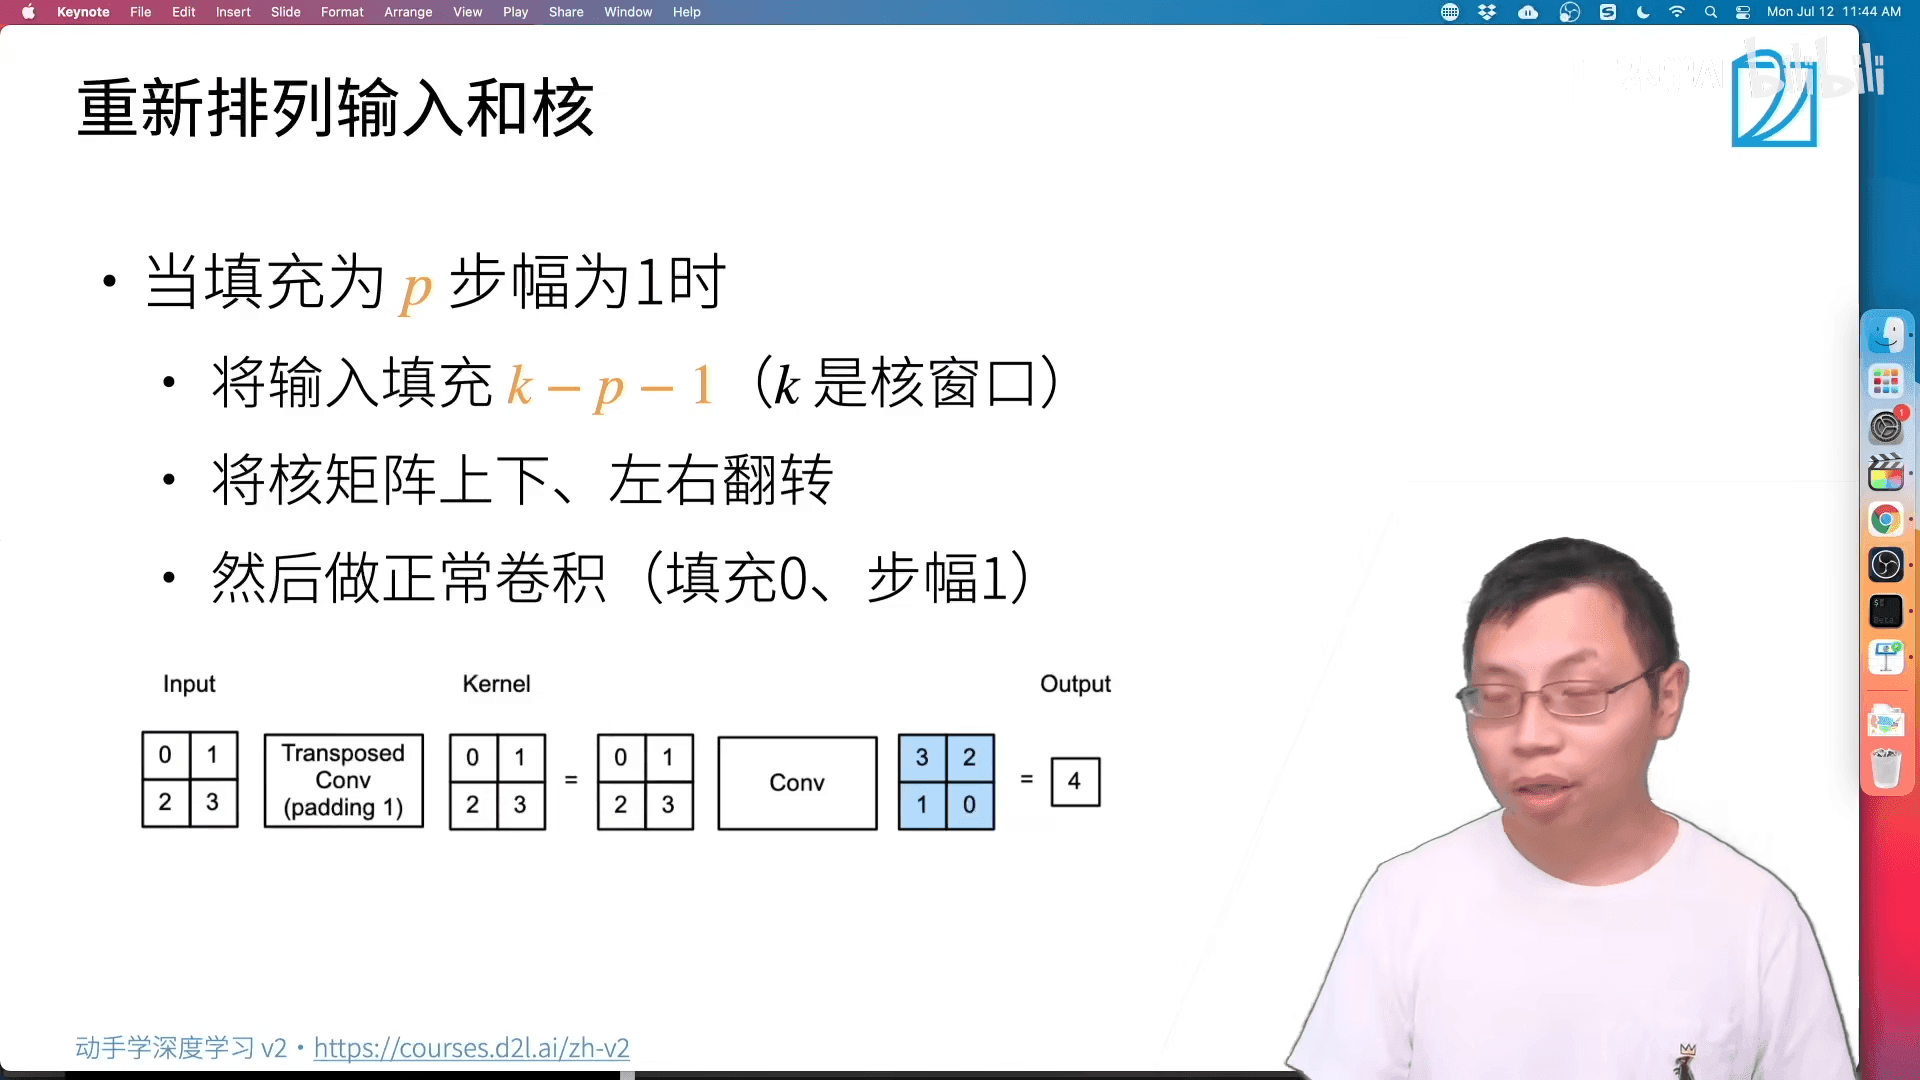 Keynote File Edit Insert Slide Format Arrange View Play Share Window Help Mon Jul 12 11:44 AM
bilibili
重新排列输入和核
• 当填充为 p 步幅为1时
• 将输入填充 k − p − 1（k 是核窗口）
• 将核矩阵上下、左右翻转
• 然后做正常卷积（填充0、步幅1）
Input Kernel Output
0 1 Transposed Conv (padding 1) 0 1 = 0 1 Conv 3 2 = 4
2 3 2 3 2 3 1 0
动手学深度学习 v2 • https://courses.d2l.ai/zh-v2